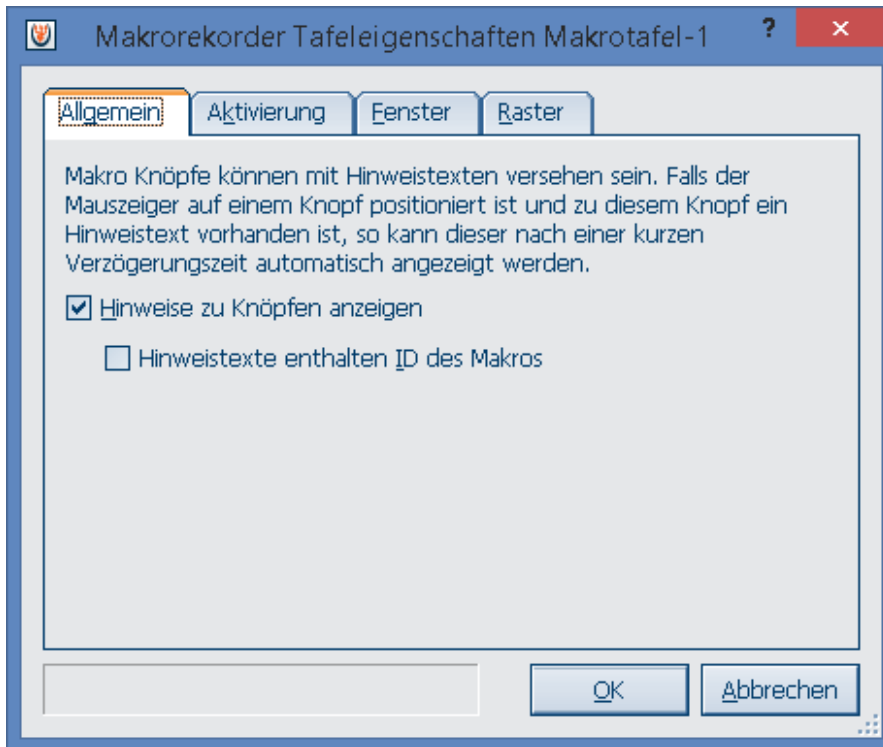 Makrorekorder Tafeleigenschaften Makrotafel-1 ? ×
Allgemein Aktivierung Fenster Raster
Makro Knöpfe können mit Hinweistexten versehen sein. Falls der
Mauszeiger auf einem Knopf positioniert ist und zu diesem Knopf ein
Hinweistext vorhanden ist, so kann dieser nach einer kurzen
Verzögerungszeit automatisch angezeigt werden.
Hinweise zu Knöpfen anzeigen
Hinweistexte enthalten ID des Makros
OK Abbrechen